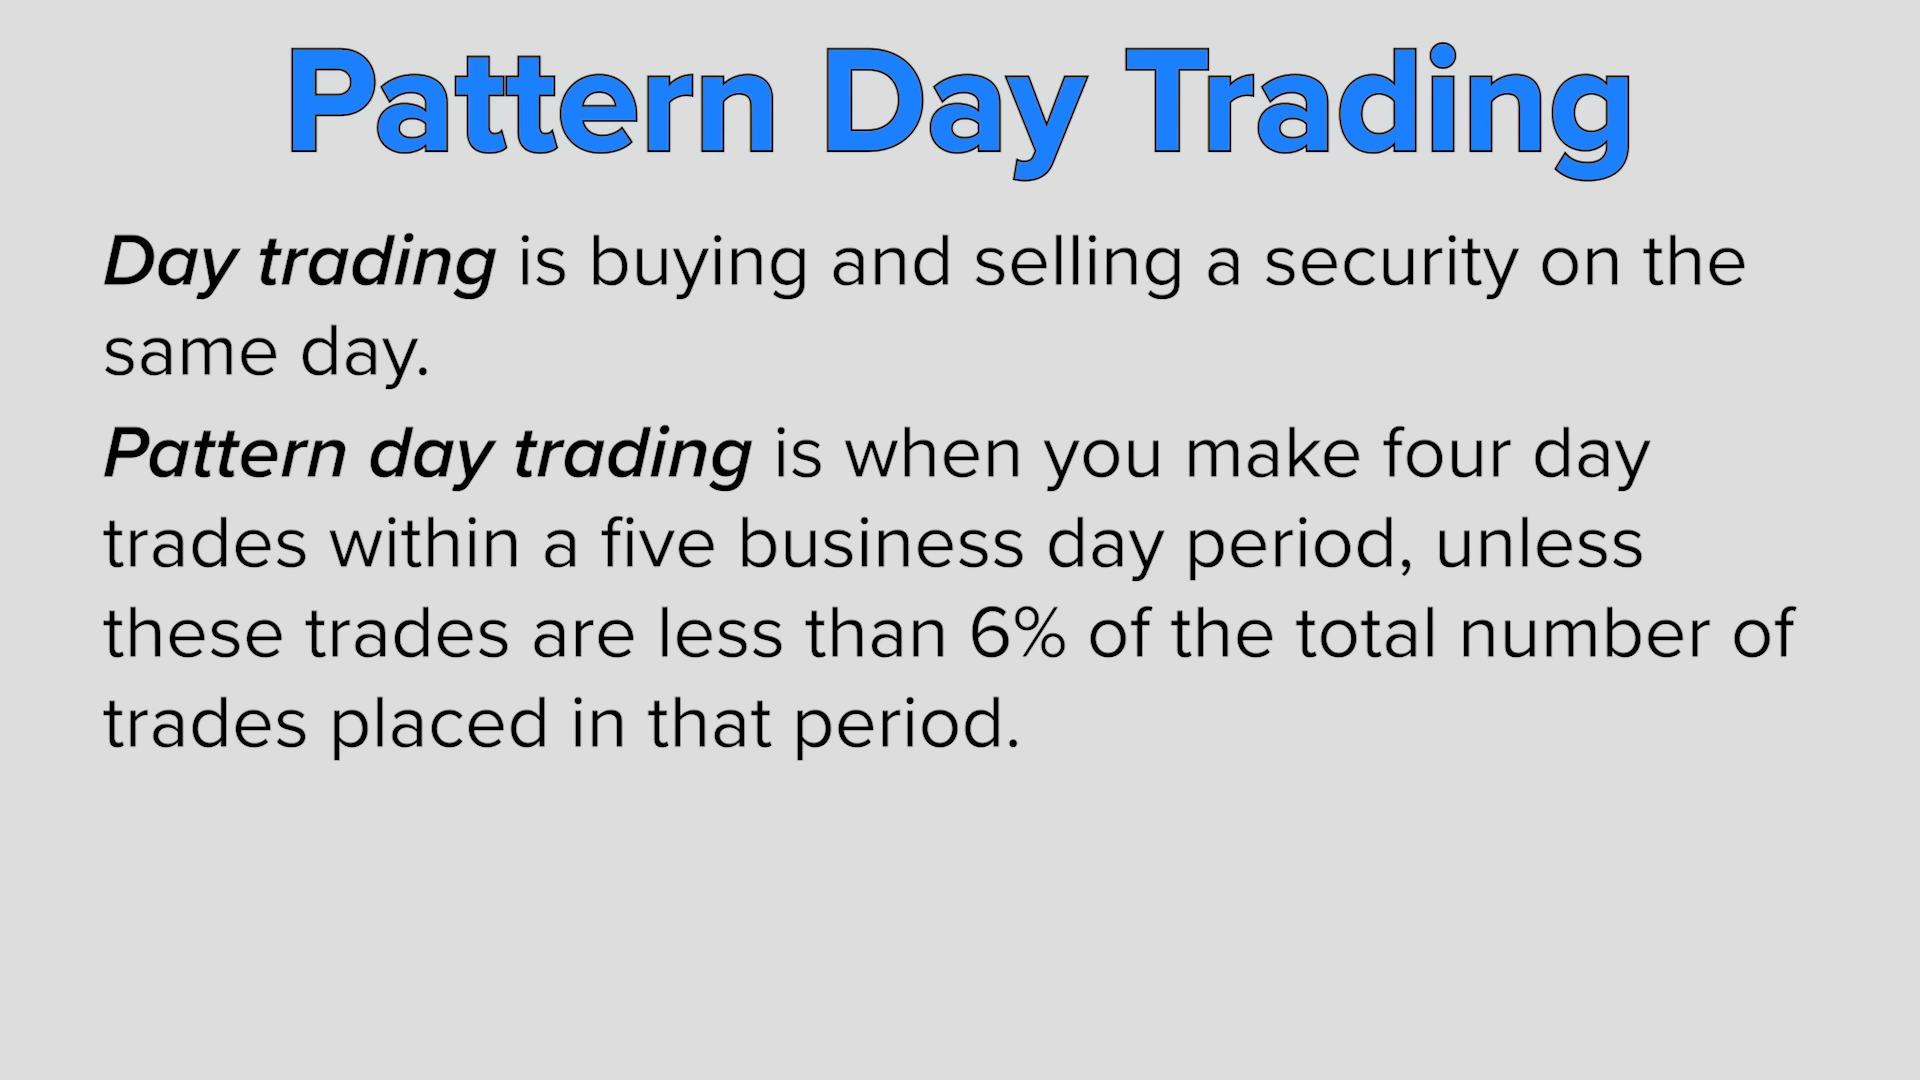 Pattern Day Trading
Day trading is buying and selling a security on the
same day.
Pattern day trading is when you make four day
trades within a five business day period, unless
these trades are less than 6% of the total number of
trades placed in that period.